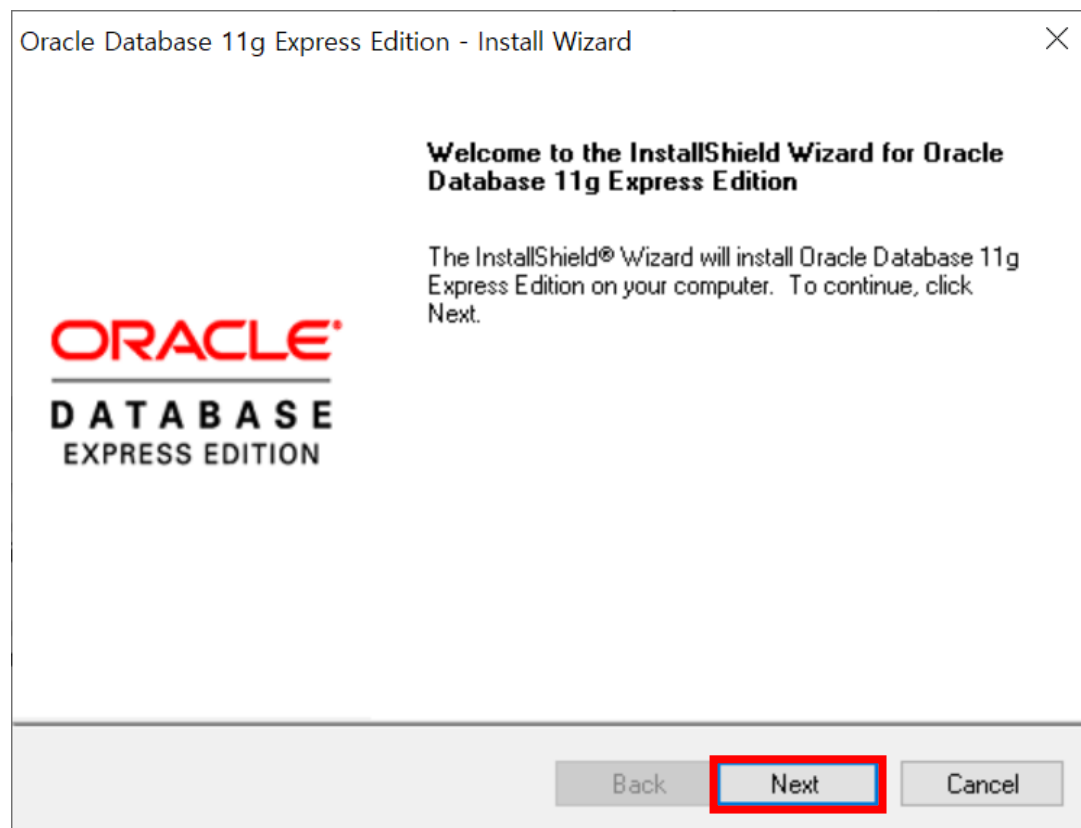 Oracle Database 11g Express Edition - Install Wizard
Welcome to the InstallShield Wizard for Oracle
Database 11g Express Edition
The InstallShield® Wizard will install Oracle Database 11g
Express Edition on your computer.  To continue, click
Next.
ORACLE
DATABASE
EXPRESS EDITION
Back Next Cancel